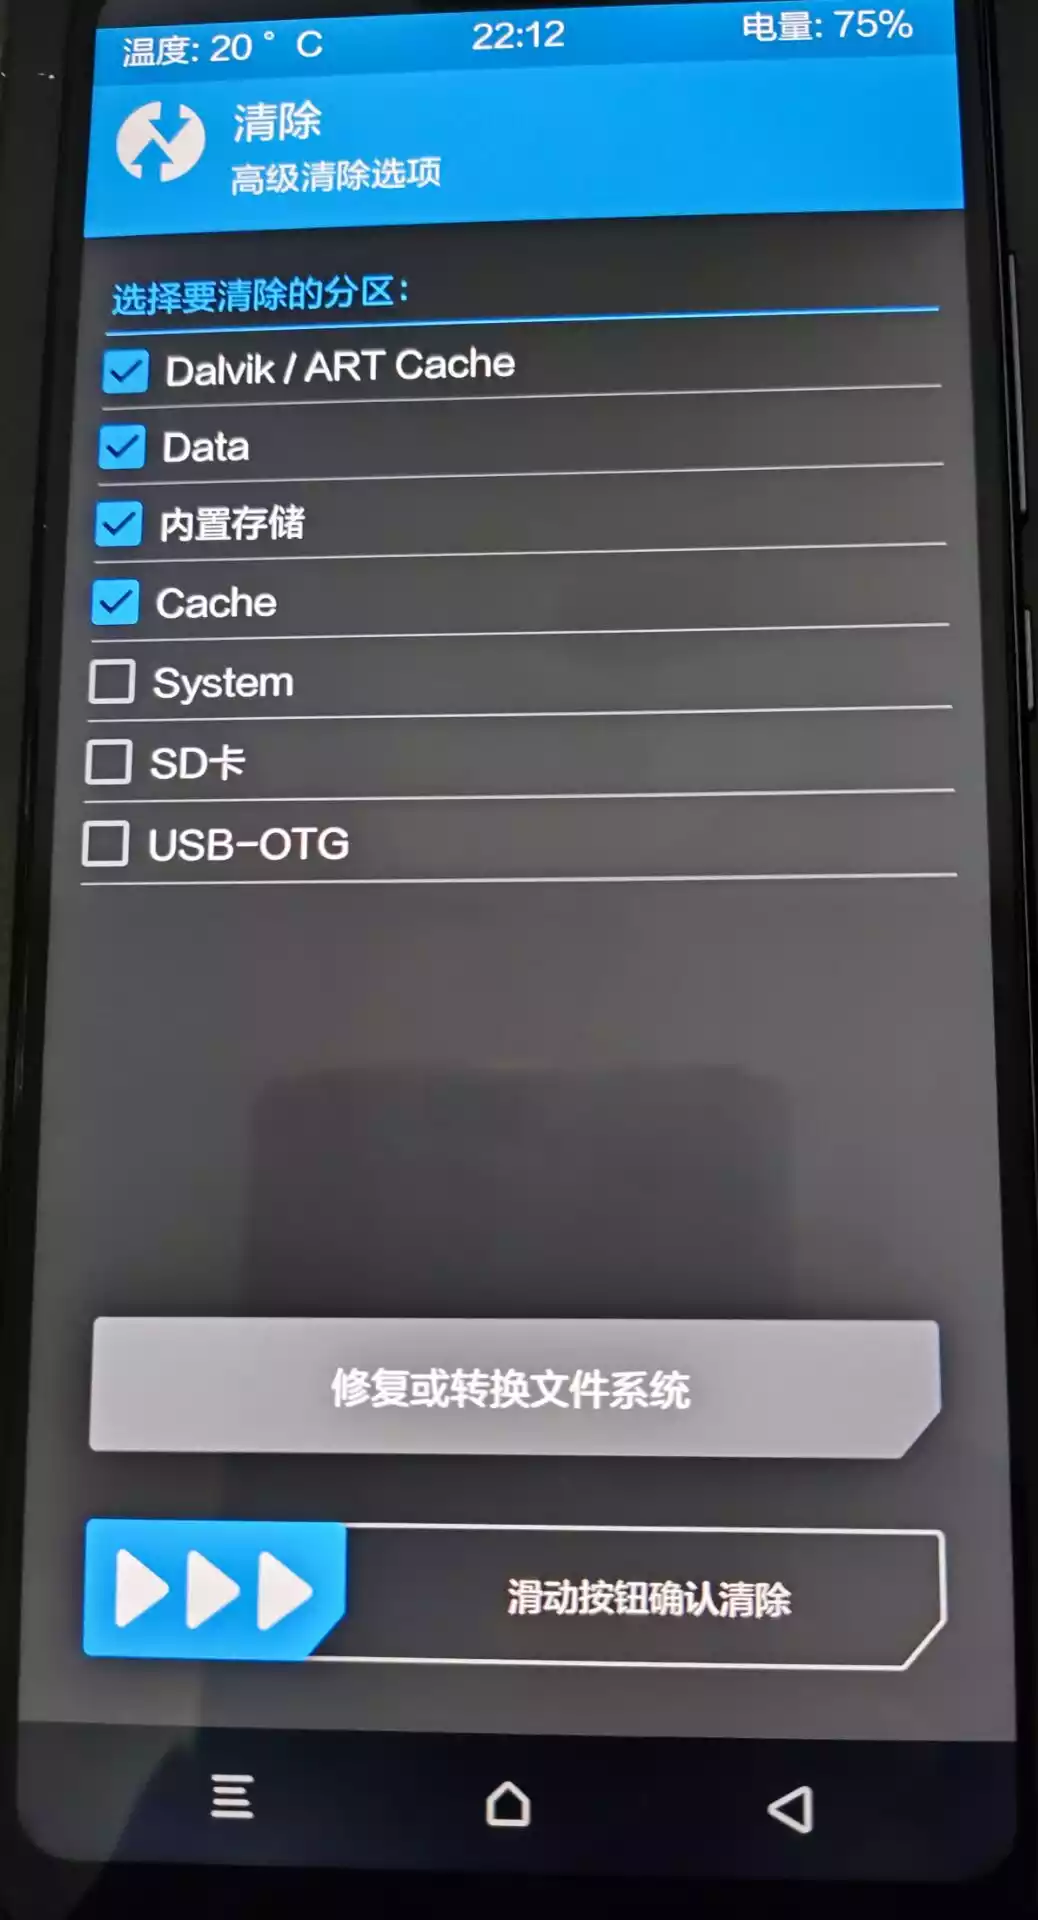 温度: 20 ° C 22:12 电量: 75%
清除
高级清除选项
选择要清除的分区:
Dalvik / ART Cache
Data
内置存储
Cache
System
SD卡
USB-OTG
修复或转换文件系统
滑动按钮确认清除